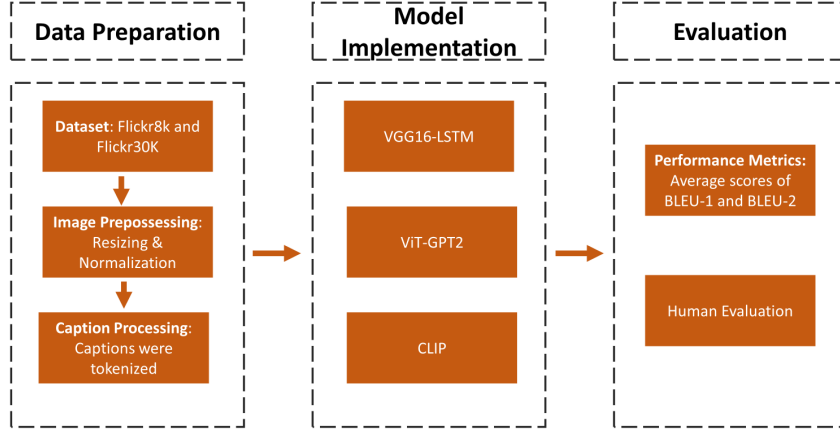 Data Preparation
Model
Implementation
Evaluation
Dataset: Flickr8k and
Flickr30K
Image Prepossessing:
Resizing &
Normalization
Caption Processing:
Captions were
tokenized
VGG16-LSTM
ViT-GPT2
CLIP
Performance Metrics:
Average scores of
BLEU-1 and BLEU-2
Human Evaluation